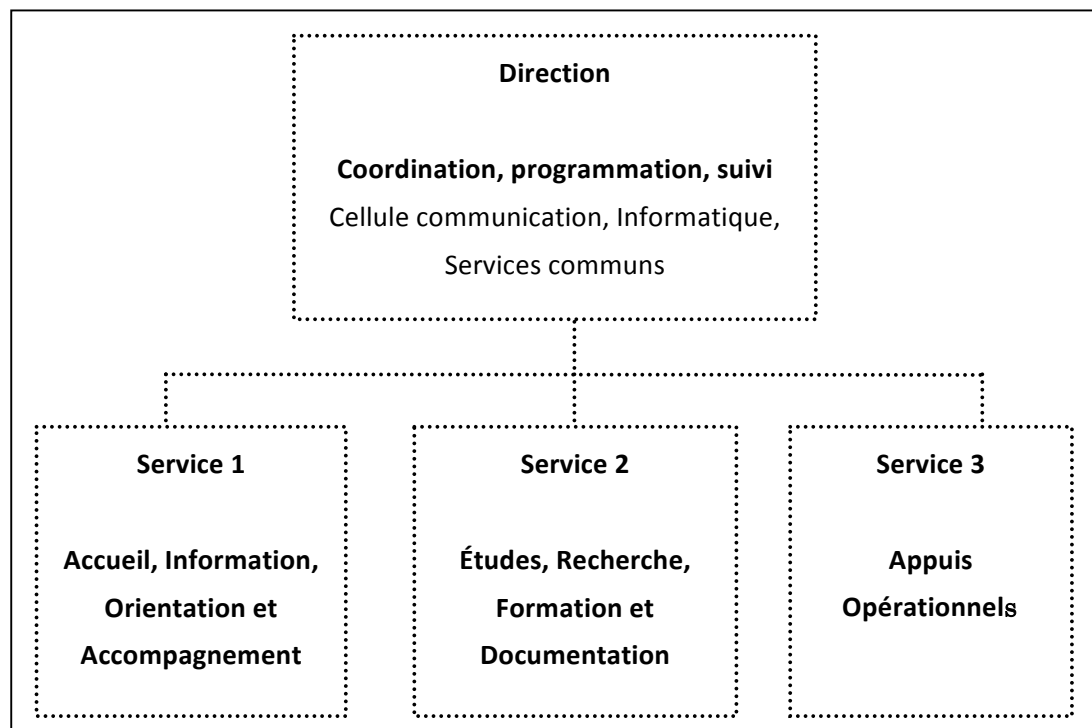 Direction
Coordination, programmation, suivi
Cellule communication, Informatique,
Services communs
Service 1
Accueil, Information,
Orientation et
Accompagnement
Service 2
Études, Recherche,
Formation et
Documentation
Service 3
Appuis
Opérationnels